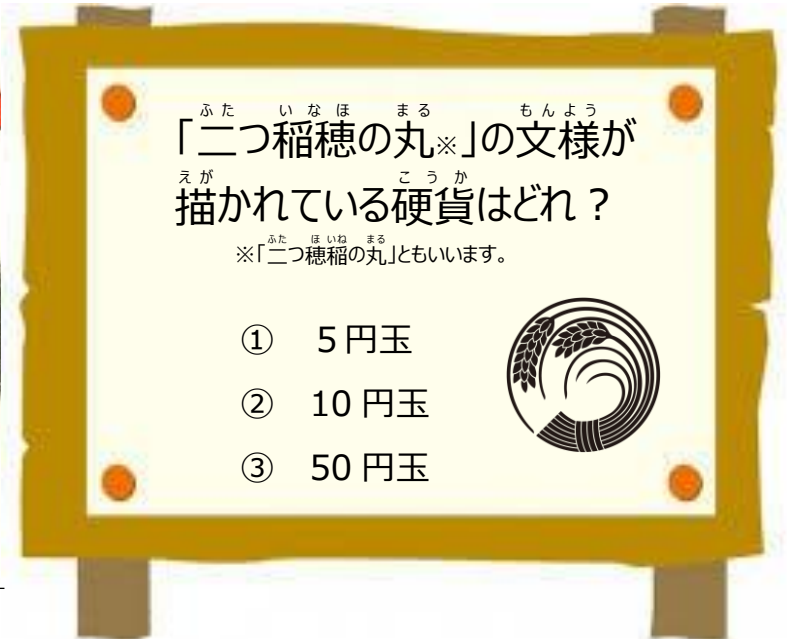 「二つ稲穂の丸※」の文様が
描かれている硬貨はどれ？
※「二つ穂稲の丸」ともいいます。
① 5円玉
② 10円玉
③ 50円玉